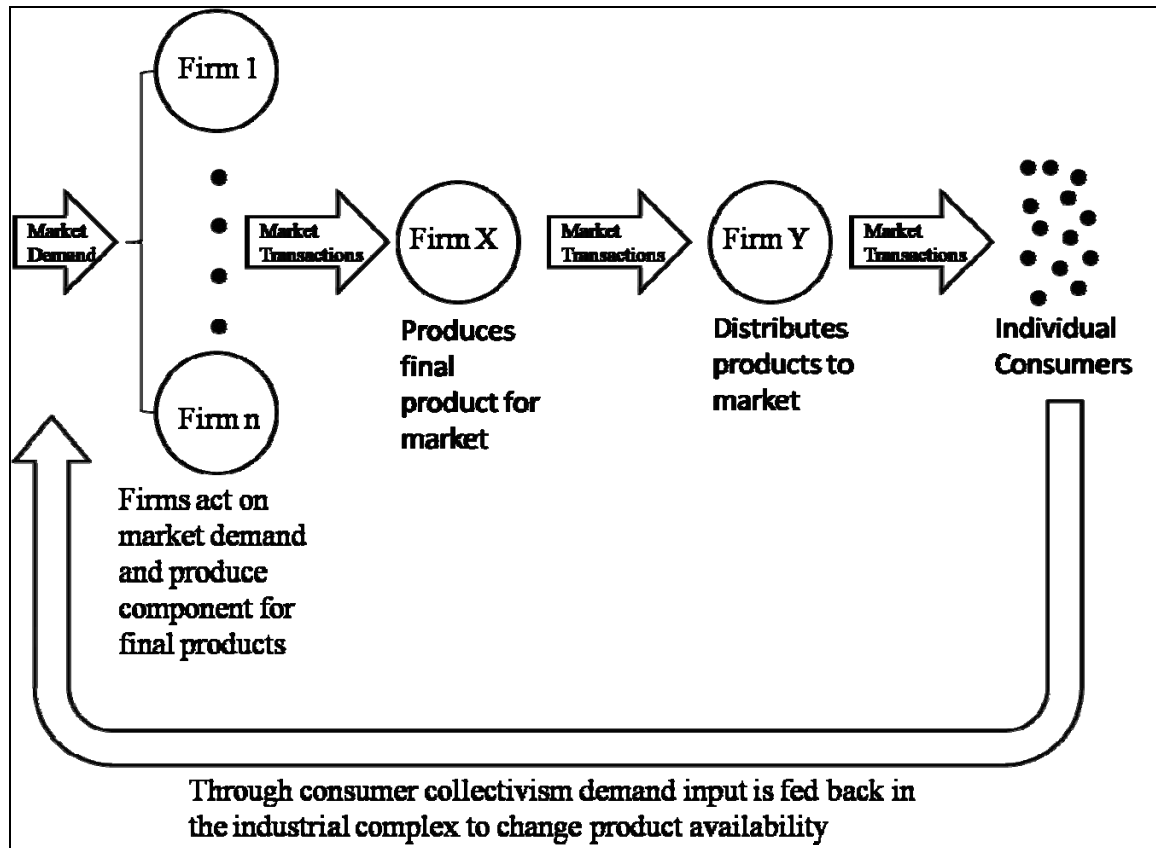 Firm 1
Market
Demand
Market
Transactions
Firm X
Market
Transactions
Firm Y
Market
Transactions
Produces
final
product for
market
Distributes
products to
market
Individual
Consumers
Firm n
Firms act on
market demand
and produce
component for
final products
Through consumer collectivism demand input is fed back in
the industrial complex to change product availability